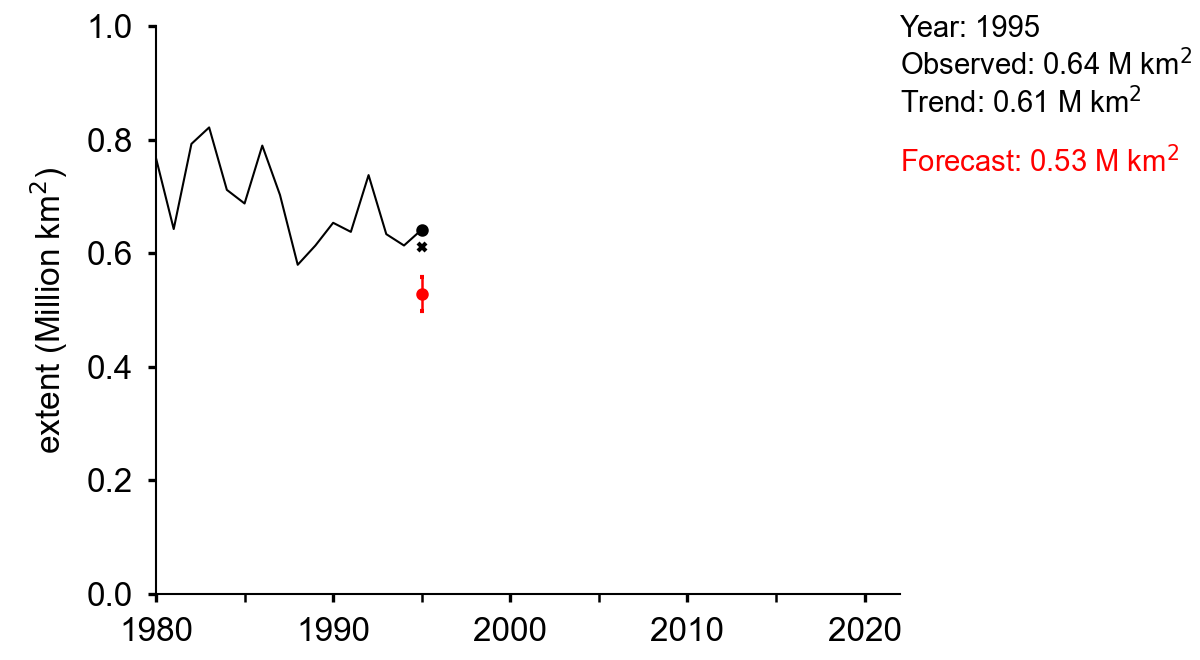 Year: 1995
Observed: 0.64 M km²
Trend: 0.61 M km²
Forecast: 0.53 M km²
extent (Million km²)
1.0
0.8
0.6
0.4
0.2
0.0
1980 1990 2000 2010 2020